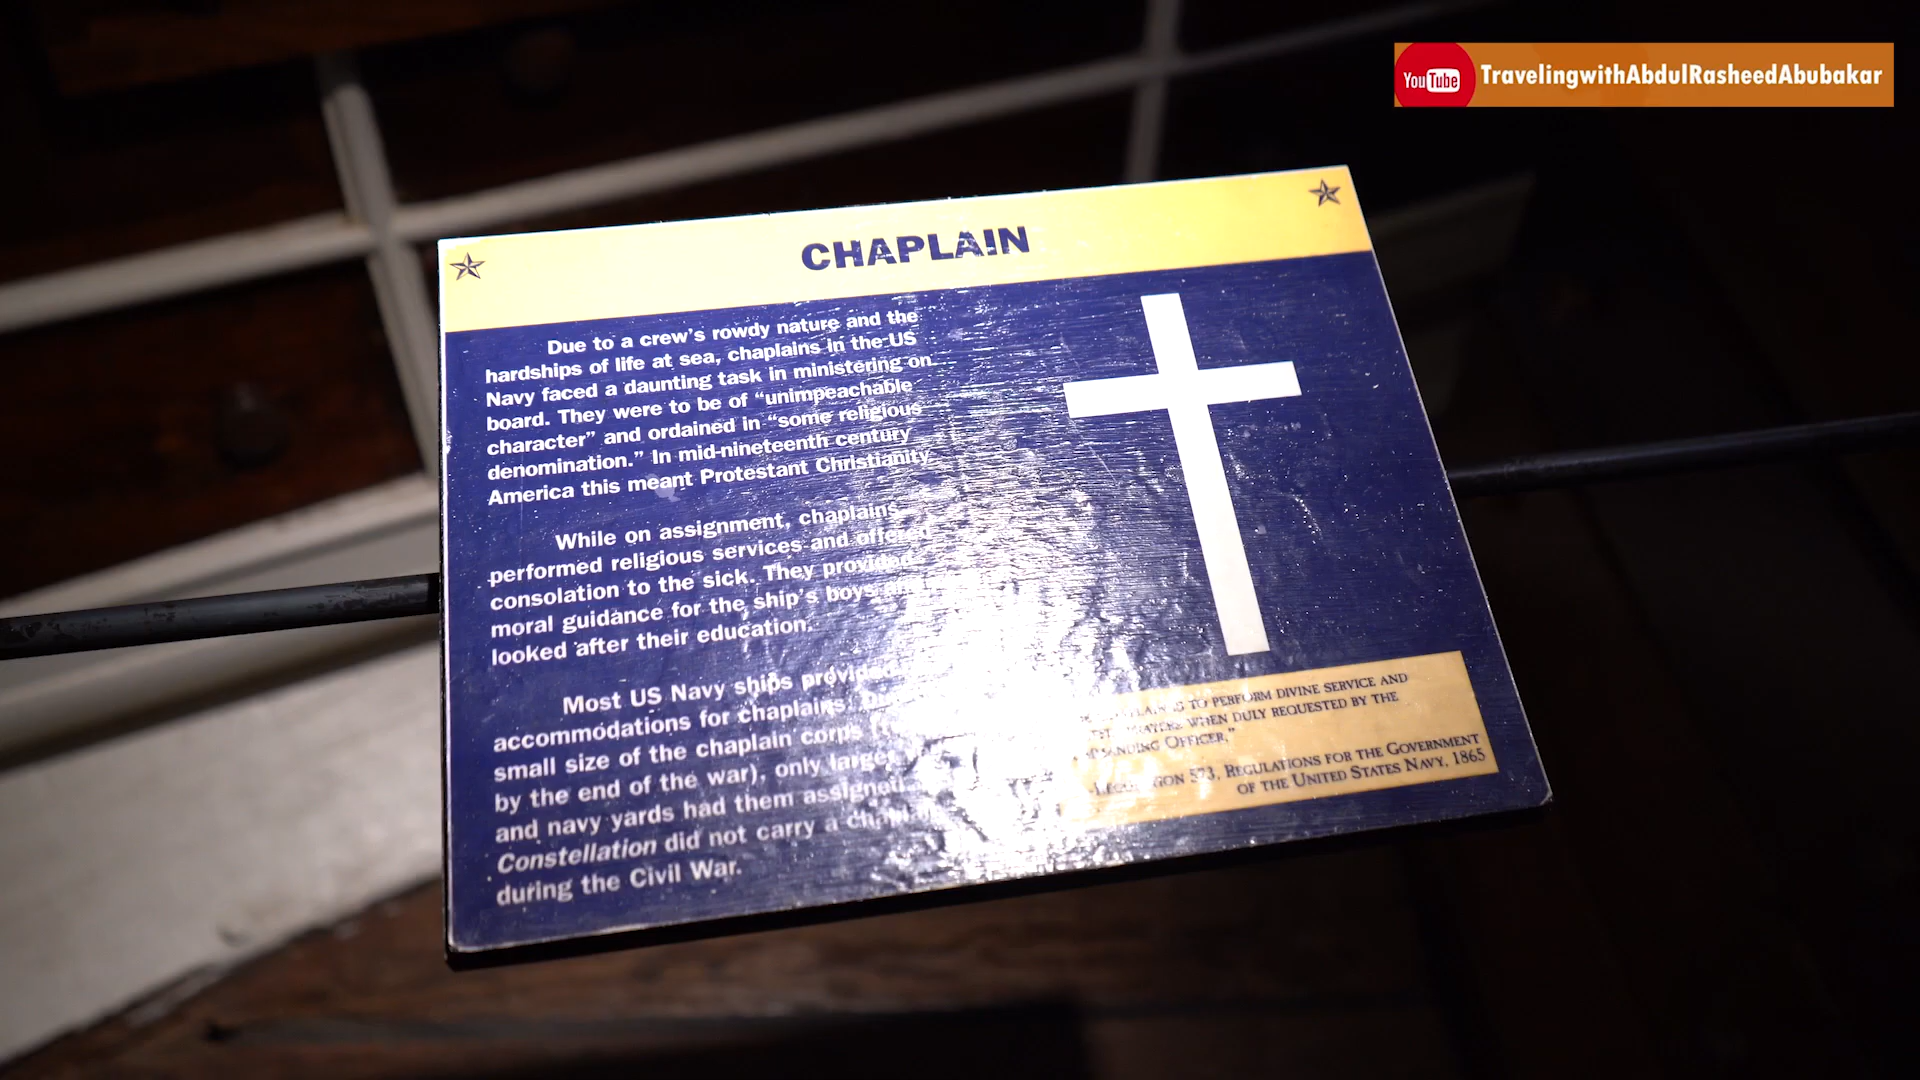 YouTube TravelingwithAbdulRasheedAbubakar
CHAPLAIN
Due to a crew's rowdy nature and the
hardships of life at sea, chaplains in the US
Navy faced a daunting task in ministering on
board. They were to be of “unimpeachable
character” and ordained in “some religious
denomination.” In mid-nineteenth century
America this meant Protestant Christianity.
While on assignment, chaplains
performed religious services and offered
consolation to the sick. They provided
moral guidance for the ship's boys and
looked after their education.
Most US Navy ships provided
accommodations for chaplains
small size of the chaplain corps
by the end of the war), only larger
and navy yards had them assigned.
Constellation did not carry a chaplain
during the Civil War.
IS TO PERFORM DIVINE SERVICE AND
PRAYERS WHEN DULY REQUESTED BY THE
OFFICER.”
573, REGULATIONS FOR THE GOVERNMENT
OF THE UNITED STATES NAVY, 1865